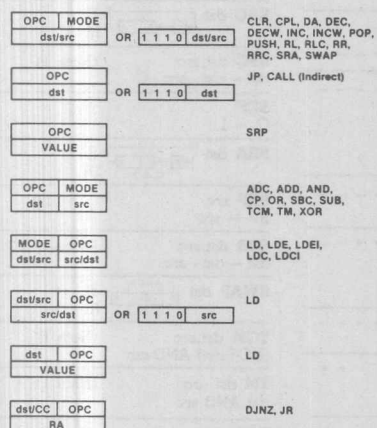 OPC MODE CLR, CPL, DA, DEC,
dst/src OR 1 1 1 0 dst/src DECW, INC, INCW, POP,
PUSH, RL, RLC, RR,
RRC, SRA, SWAP
OPC JP, CALL (Indirect)
dst OR 1 1 1 0 dst
OPC SRP
VALUE
OPC MODE ADC, ADD, AND,
dst src CP, OR, SBC, SUB,
TCM, TM, XOR
MODE OPC LD, LDE, LDEI,
dst/src src/dst LDC, LDCI
dst/src OPC LD
src/dst OR 1 1 1 0 src
dst OPC LD
VALUE
dst/CC OPC DJNZ, JR
RA